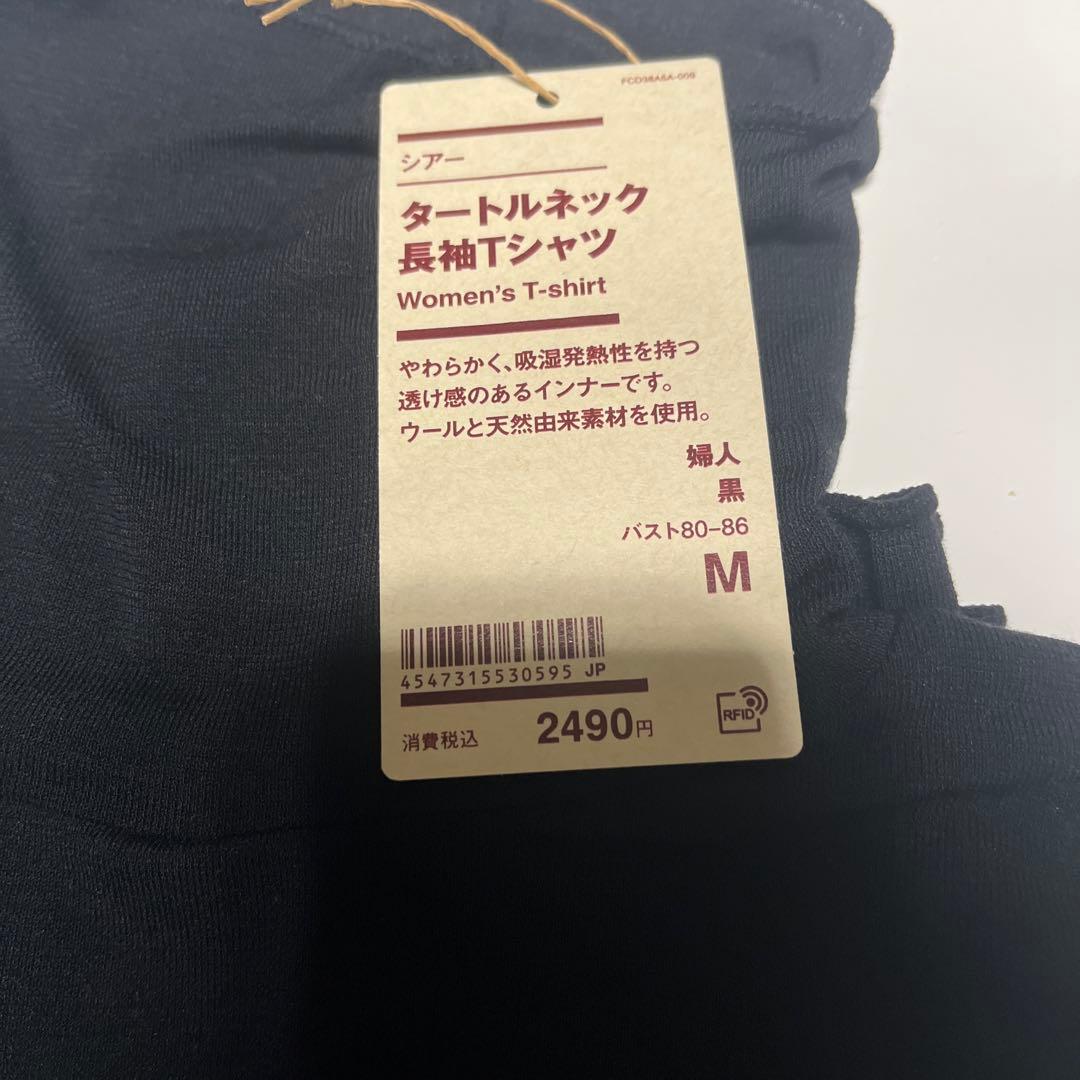 シアー
タートルネック
長袖Tシャツ
Women's T-shirt
やわらかく、吸湿発熱性を持つ
透け感のあるインナーです。
ウールと天然由来素材を使用。
婦人
黒
バスト80-86
M
4547315530595 JP
消費税込 2490円
RFID